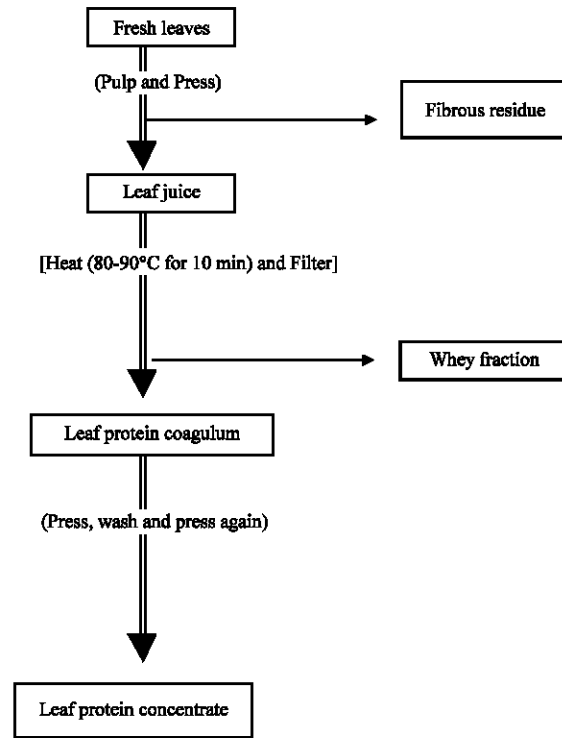 Fresh leaves
(Pulp and Press)
Fibrous residue
Leaf juice
[Heat (80-90°C for 10 min) and Filter]
Whey fraction
Leaf protein coagulum
(Press, wash and press again)
Leaf protein concentrate